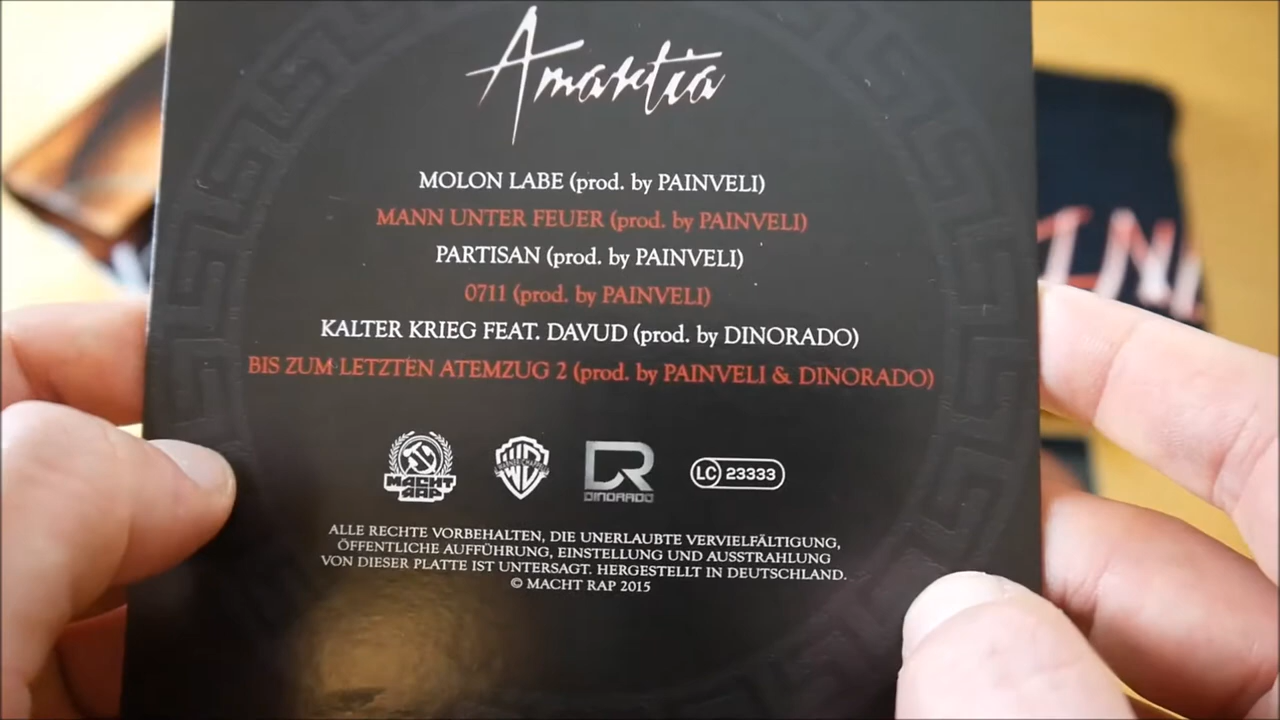 Amartia
MOLON LABE (prod. by PAINVELI)
MANN UNTER FEUER (prod. by PAINVELI)
PARTISAN (prod. by PAINVELI)
0711 (prod. by PAINVELI)
KALTER KRIEG FEAT. DAVUD (prod. by DINORADO)
BIS ZUM LETZTEN ATEMZUG 2 (prod. by PAINVELI & DINORADO)
MACHT RAP
WARNER CHAPPELL
DR
DINORADO
LC 23333
ALLE RECHTE VORBEHALTEN, DIE UNERLAUBTE VERVIELFÄLTIGUNG,
ÖFFENTLICHE AUFFÜHRUNG, EINSTELLUNG UND AUSSTRAHLUNG
VON DIESER PLATTE IST UNTERSAGT. HERGESTELLT IN DEUTSCHLAND.
© MACHT RAP 2015